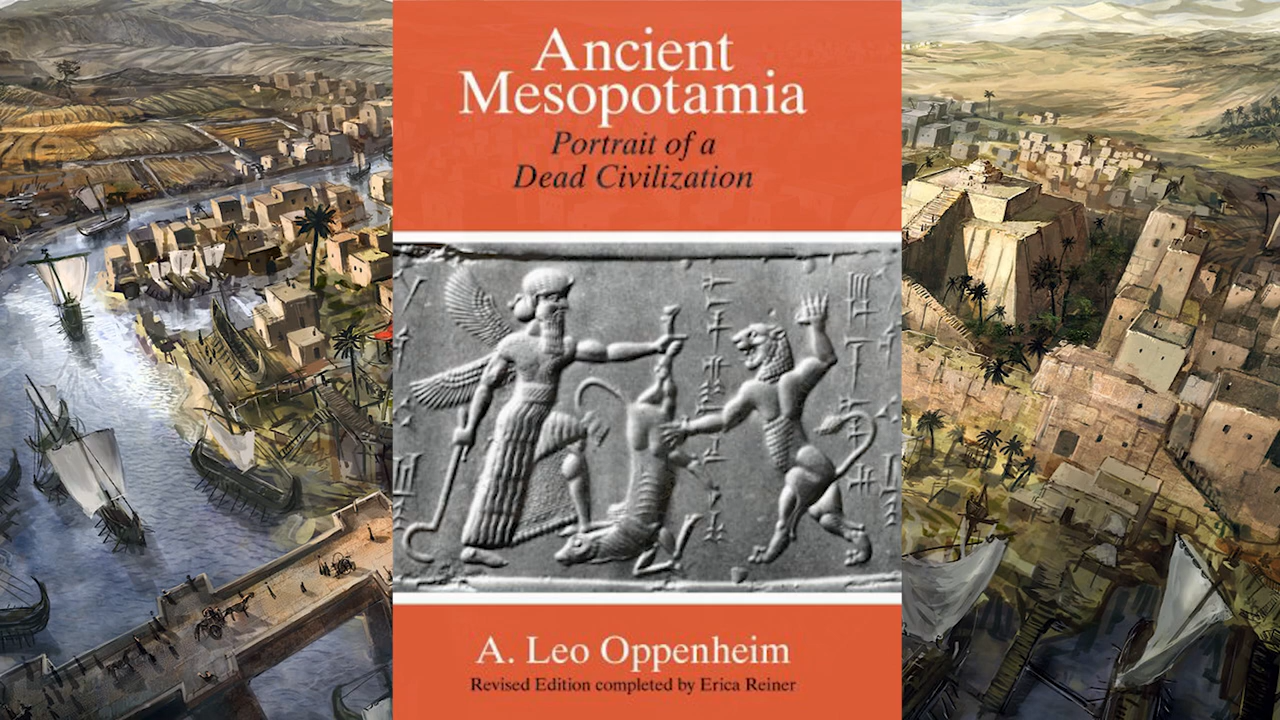 Ancient
Mesopotamia
Portrait of a
Dead Civilization
A. Leo Oppenheim
Revised Edition completed by Erica Reiner